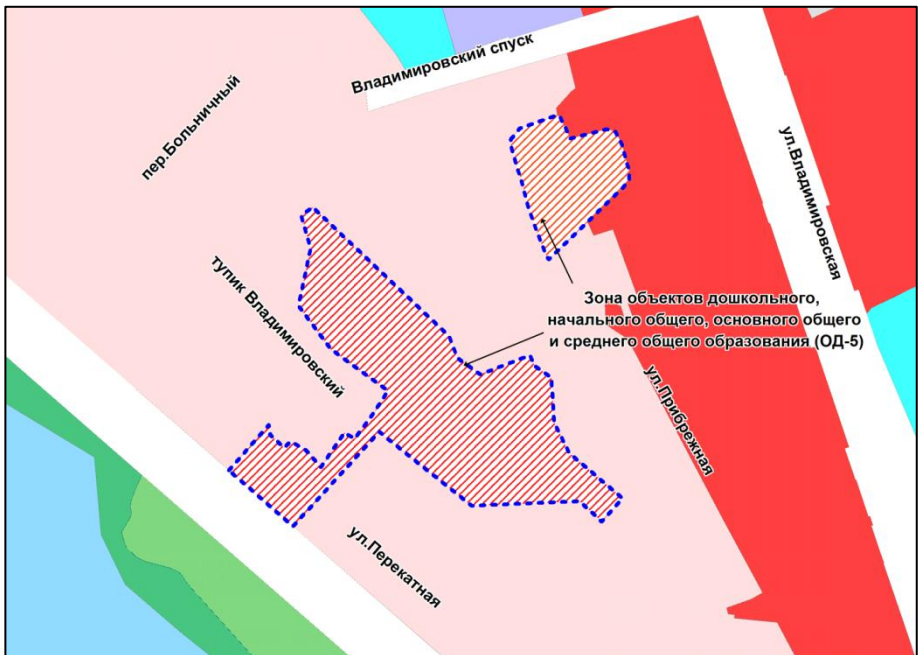 Владимировский спуск
пер.Больничный
ул.Владимировская
тупик Владимировский
Зона объектов дошкольного,
начального общего, основного общего
и среднего общего образования (ОД-5)
ул.Прибрежная
ул.Перекатная